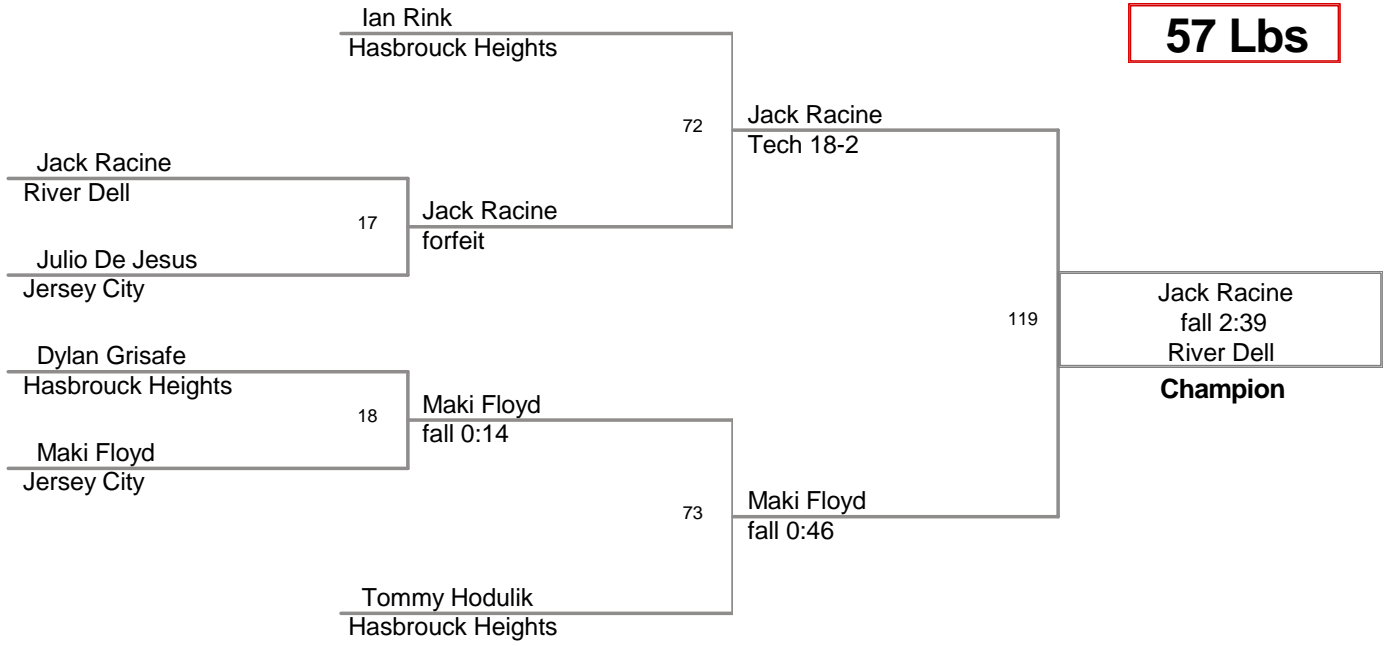 Ian Rink
Hasbrouck Heights
57 Lbs
72
Jack Racine
Tech 18-2
Jack Racine
River Dell
17
Jack Racine
forfeit
Julio De Jesus
Jersey City
119
Jack Racine
fall 2:39
River Dell
Champion
Dylan Grisafe
Hasbrouck Heights
18
Maki Floyd
fall 0:14
Maki Floyd
Jersey City
73
Maki Floyd
fall 0:46
Tommy Hodulik
Hasbrouck Heights